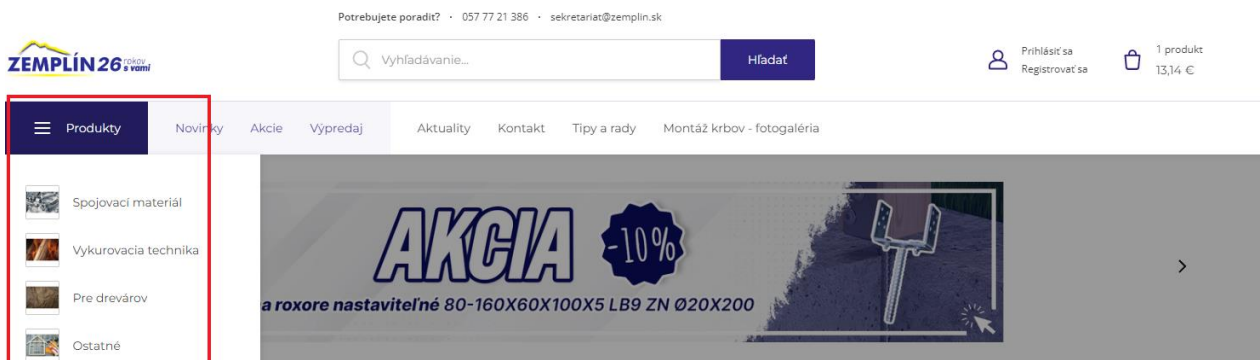 Potrebujete poradiť? · 057 77 21 386 · sekretariat@zemplin.sk
ZEMPLÍN 26 rokov s vami
Vyhľadávanie...
Hľadať
Prihlásiť sa
Registrovať sa
1 produkt
13,14 €
Produkty
Novinky
Akcie
Výpredaj
Aktuality
Kontakt
Tipy a rady
Montáž krbov - fotogaléria
Spojovací materiál
Vykurovacia technika
Pre drevárov
Ostatné
AKCIA -10%
a roxore nastaviteľné 80-160X60X100X5 LB9 ZN Ø20X200